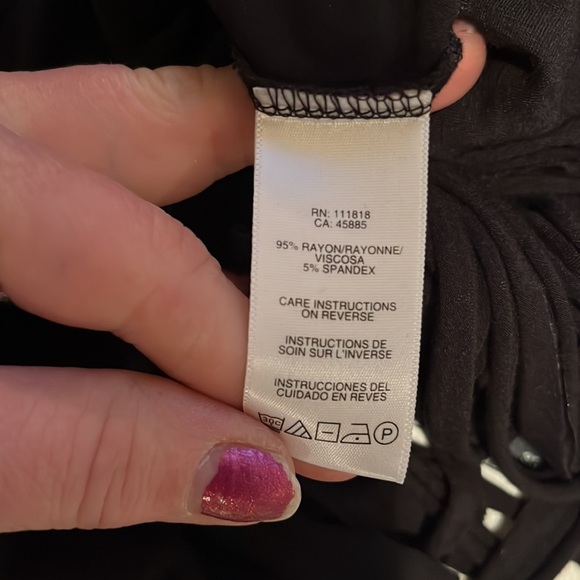 RN: 111818
CA: 45885
95% RAYON/RAYONNE/
VISCOSA
5% SPANDEX
CARE INSTRUCTIONS
ON REVERSE
INSTRUCTIONS DE
SOIN SUR L'INVERSE
INSTRUCCIONES DEL
CUIDADO EN REVES
30C P